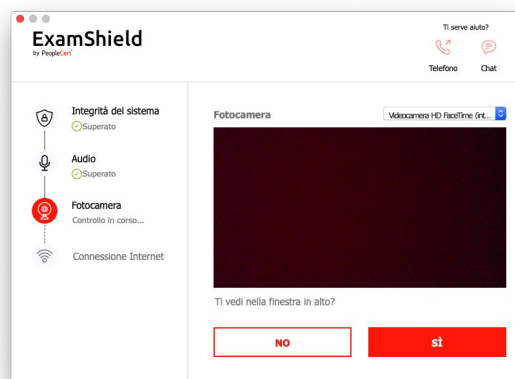 Ti serve aiuto?
ExamShield
by PeopleCert
Telefono
Chat
Integrità del sistema
Superato
Audio
Superato
Fotocamera
Controllo in corso...
Connessione Internet
Fotocamera
Videocamera HD FaceTime (int...
Ti vedi nella finestra in alto?
NO
SÌ